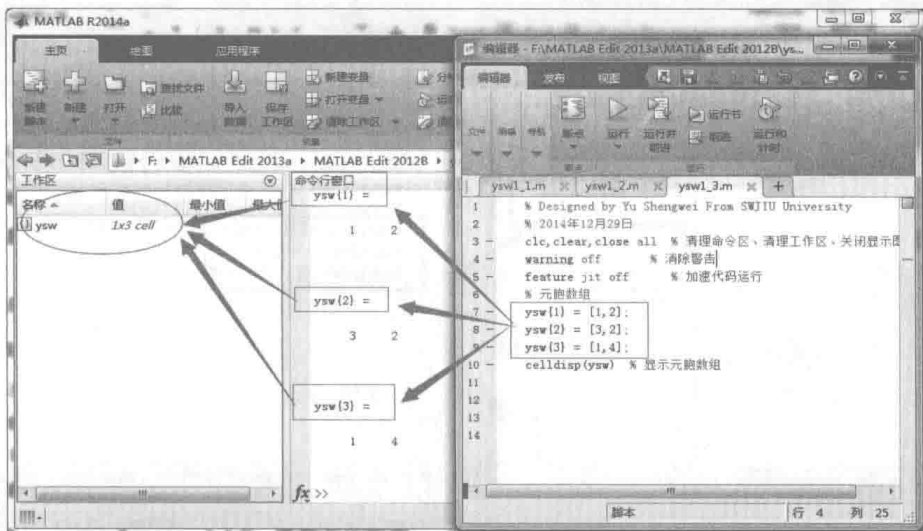 MATLAB R2014a
主页
绘图
应用程序
新建
脚本
新建
打开
查找文件
比较
导入
数据
保存
工作区
新建变量
打开变量
清除工作区
文件
变量
F: ▸ MATLAB Edit 2013a ▸ MATLAB Edit 2012B ▸
工作区
名称
值
最小值
ysw
1x3 cell
命令行窗口
ysw{1} =
1 2
ysw{2} =
3 2
ysw{3} =
1 4
fx >>
编辑器 - F:\MATLAB Edit 2013a\MATLAB Edit 2012B\ys...
编辑器
发布
视图
文件
编辑
导航
断点
运行
运行并
前进
运行节
前进
运行和
计时
断点
运行
ysw1_1.m
ysw1_2.m
ysw1_3.m
1 % Designed by Yu Shengwei From SWJIU University
2 % 2014年12月29日
3 - clc,clear,close all % 清理命令区、清理工作区、关闭显示图
4 - warning off % 消除警告
5 - feature jit off % 加速代码运行
6 % 元胞数组
7 - ysw{1} = [1,2];
8 - ysw{2} = [3,2];
9 - ysw{3} = [1,4];
10 - celldisp(ysw) % 显示元胞数组
11
12
13
14
脚本
行 4 列 25